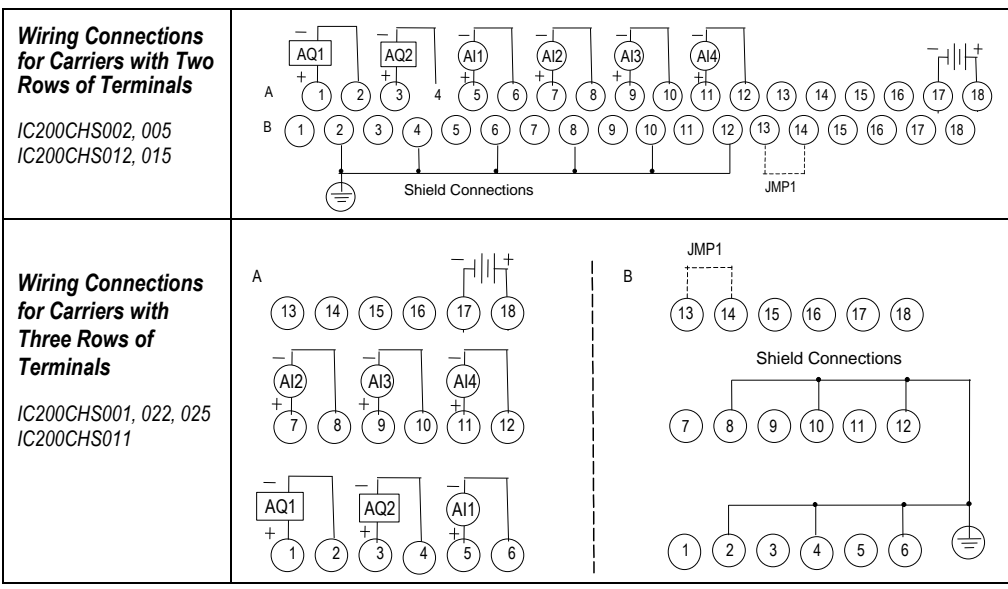 Wiring Connections
for Carriers with Two
Rows of Terminals
IC200CHS002, 005
IC200CHS012, 015
− − − − − − − +
AQ1 AQ2 AI1 AI2 AI3 AI4
+ + + + + +
A 1 2 3 4 5 6 7 8 9 10 11 12 13 14 15 16 17 18
B 1 2 3 4 5 6 7 8 9 10 11 12 13 14 15 16 17 18
Shield Connections
JMP1
Wiring Connections
for Carriers with
Three Rows of
Terminals
IC200CHS001, 022, 025
IC200CHS011
A
− +
13 14 15 16 17 18
− − −
AI2 AI3 AI4
+ + +
7 8 9 10 11 12
− − −
AQ1 AQ2 AI1
+ + +
1 2 3 4 5 6
B
JMP1
13 14 15 16 17 18
Shield Connections
7 8 9 10 11 12
1 2 3 4 5 6